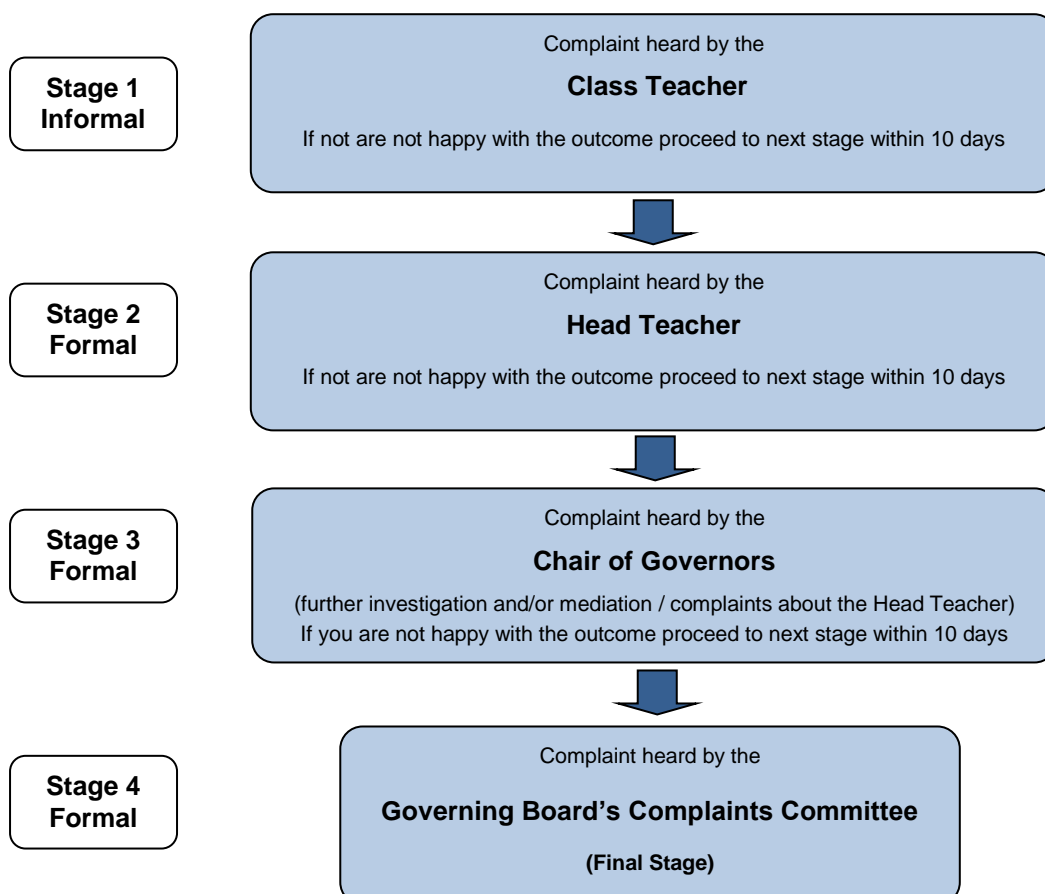 Stage 1
Informal
Complaint heard by the
Class Teacher
If not are not happy with the outcome proceed to next stage within 10 days
Stage 2
Formal
Complaint heard by the
Head Teacher
If not are not happy with the outcome proceed to next stage within 10 days
Stage 3
Formal
Complaint heard by the
Chair of Governors
(further investigation and/or mediation / complaints about the Head Teacher)
If you are not happy with the outcome proceed to next stage within 10 days
Stage 4
Formal
Complaint heard by the
Governing Board’s Complaints Committee
(Final Stage)